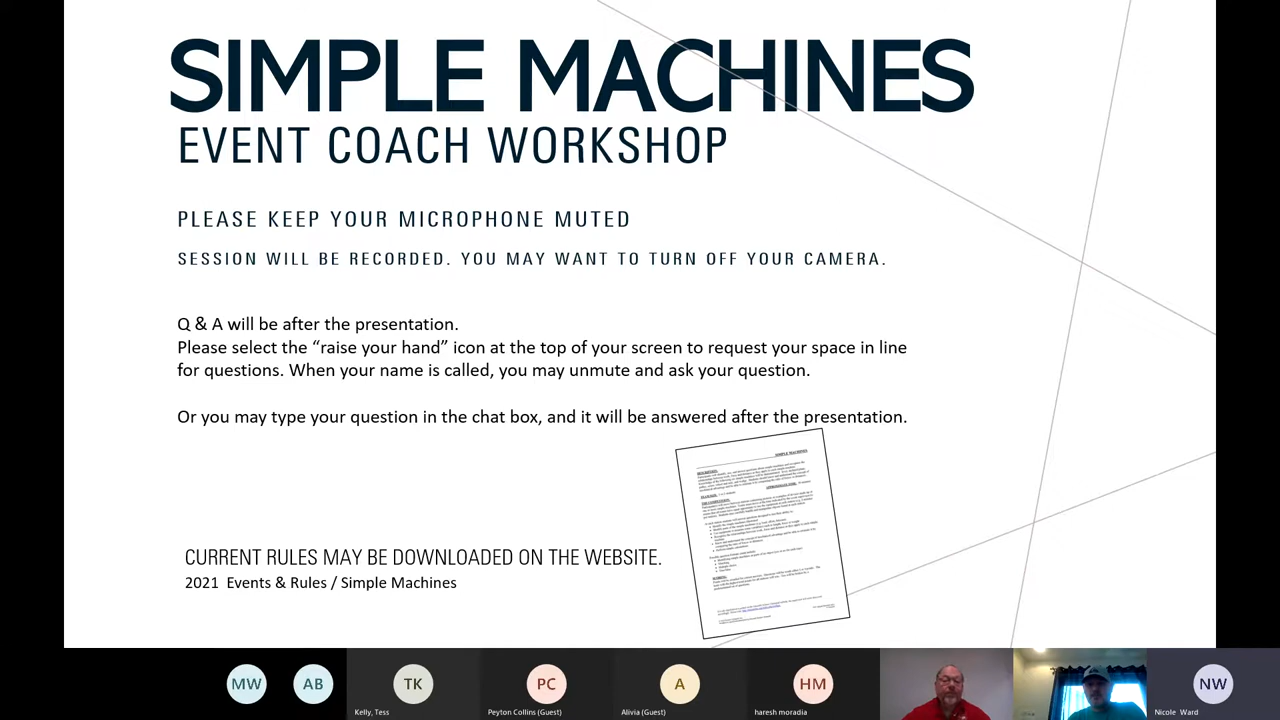 SIMPLE MACHINES
EVENT COACH WORKSHOP
PLEASE KEEP YOUR MICROPHONE MUTED
SESSION WILL BE RECORDED. YOU MAY WANT TO TURN OFF YOUR CAMERA.
Q & A will be after the presentation.
Please select the “raise your hand” icon at the top of your screen to request your space in line
for questions. When your name is called, you may unmute and ask your question.
Or you may type your question in the chat box, and it will be answered after the presentation.
SIMPLE MACHINES
CURRENT RULES MAY BE DOWNLOADED ON THE WEBSITE.
2021 Events & Rules / Simple Machines
MW
AB
TK
PC
A
HM
NW
Kelly, Tess
Peyton Collins (Guest)
Alivia (Guest)
haresh moradia
Nicole Ward